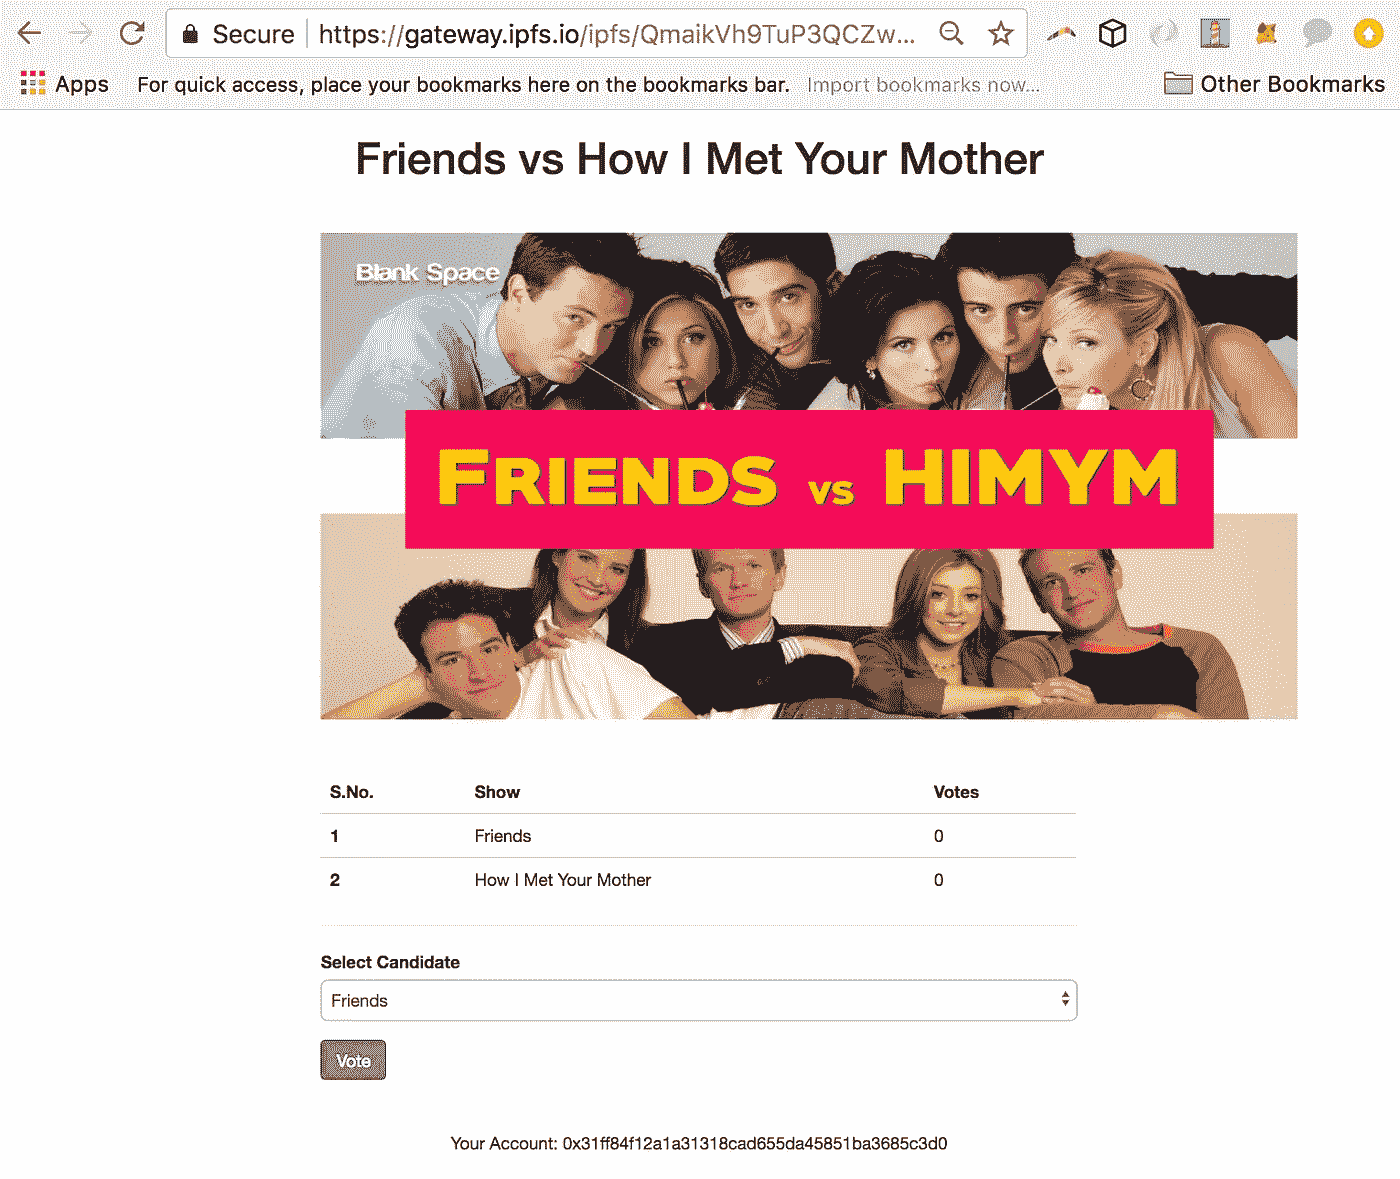 Secure https://gateway.ipfs.io/ipfs/QmaikVh9TuP3QCZw...
Apps For quick access, place your bookmarks here on the bookmarks bar. Import bookmarks now... Other Bookmarks
Friends vs How I Met Your Mother
Blank Space
FRIENDS VS HIMYM
S.No. Show Votes
1 Friends 0
2 How I Met Your Mother 0
Select Candidate
Friends
Vote
Your Account: 0x31ff84f12a1a31318cad655da45851ba3685c3d0